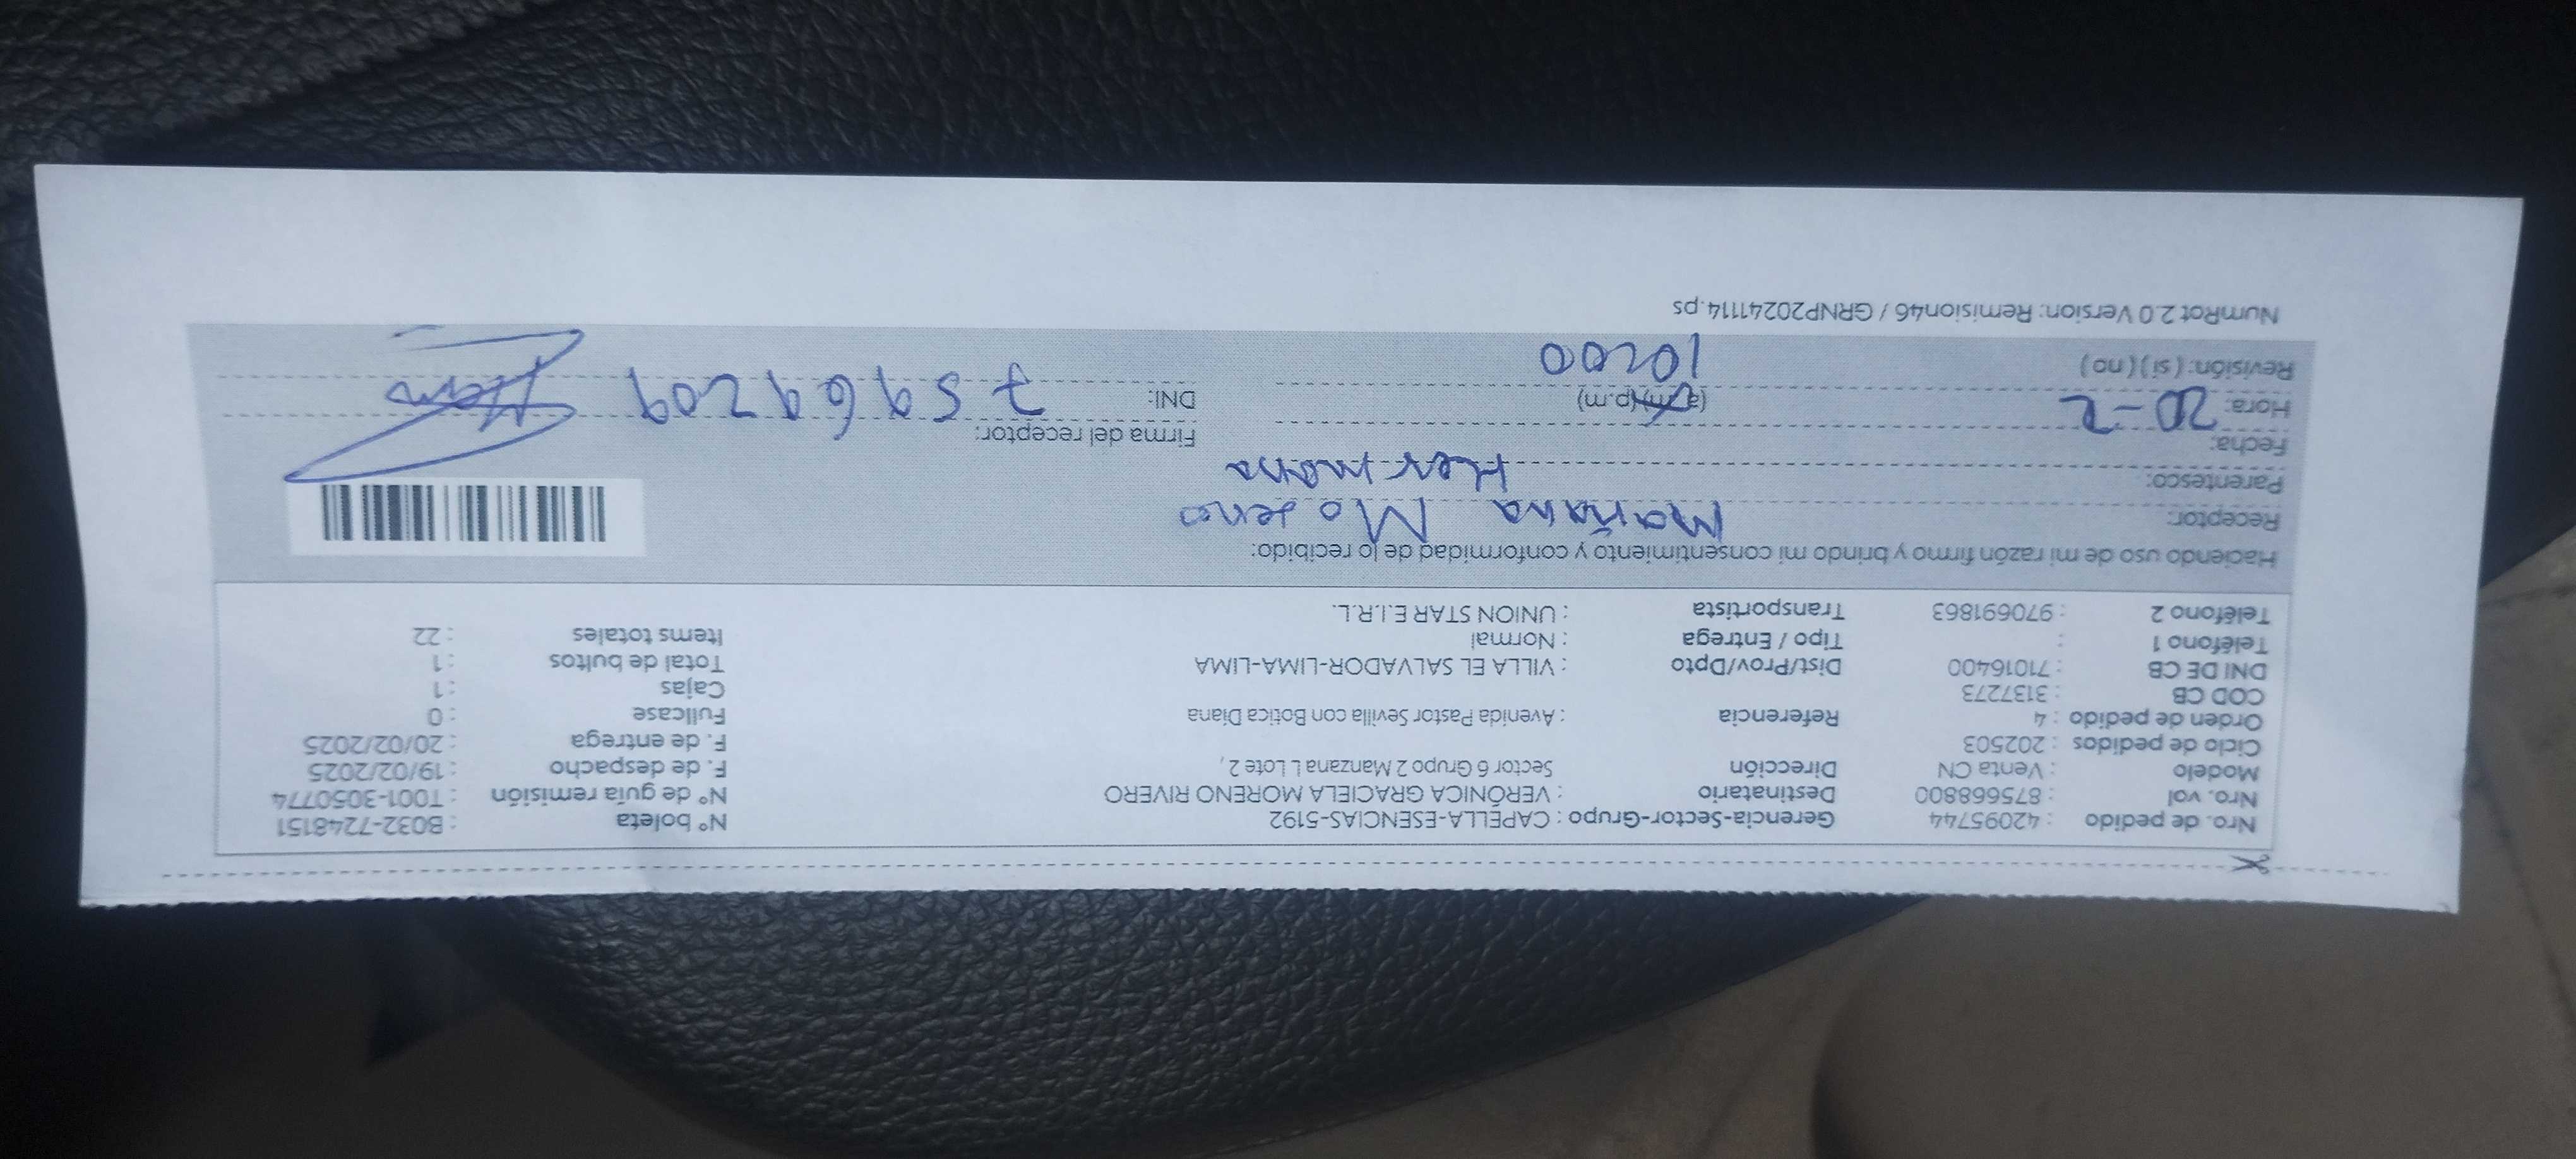 Nro. de pedido : 42095744 Gerencia-Sector-Grupo : CAPELLA-ESENCIAS-5192 N° boleta : B032-7248151
Nro. vol : 875668800 Destinatario : VERÓNICA GRACIELA MORENO RIVERO N° de guía remisión : T001-3050774
Modelo : Venta CN Dirección Sector 6 Grupo 2 Manzana L Lote 2 , F. de despacho : 19/02/2025
Ciclo de pedidos : 202503 F. de entrega : 20/02/2025
Orden de pedido : 4 Referencia : Avenida Pastor Sevilla con Botica Diana Fullcase : 0
COD CB : 3137273 Cajas : 1
DNI DE CB : 71016400 Dist/Prov/Dpto : VILLA EL SALVADOR-LIMA-LIMA Total de bultos : 1
Teléfono 1 : Tipo / Entrega : Normal Items totales : 22
Teléfono 2 : 970691863 Transportista : UNION STAR E.I.R.L.
Haciendo uso de mi razón firmo y brindo mi consentimiento y conformidad de lo recibido:
Receptor: Mariana Moreno
Parentesco: Hermana
Fecha: Firma del receptor:
Hora: 20-2 (a.m)(p.m) DNI: 75969209
Revisión: ( si ) ( no ) 10:00
NumRot 2.0 Version: Remision46 / GRNP20241114.ps